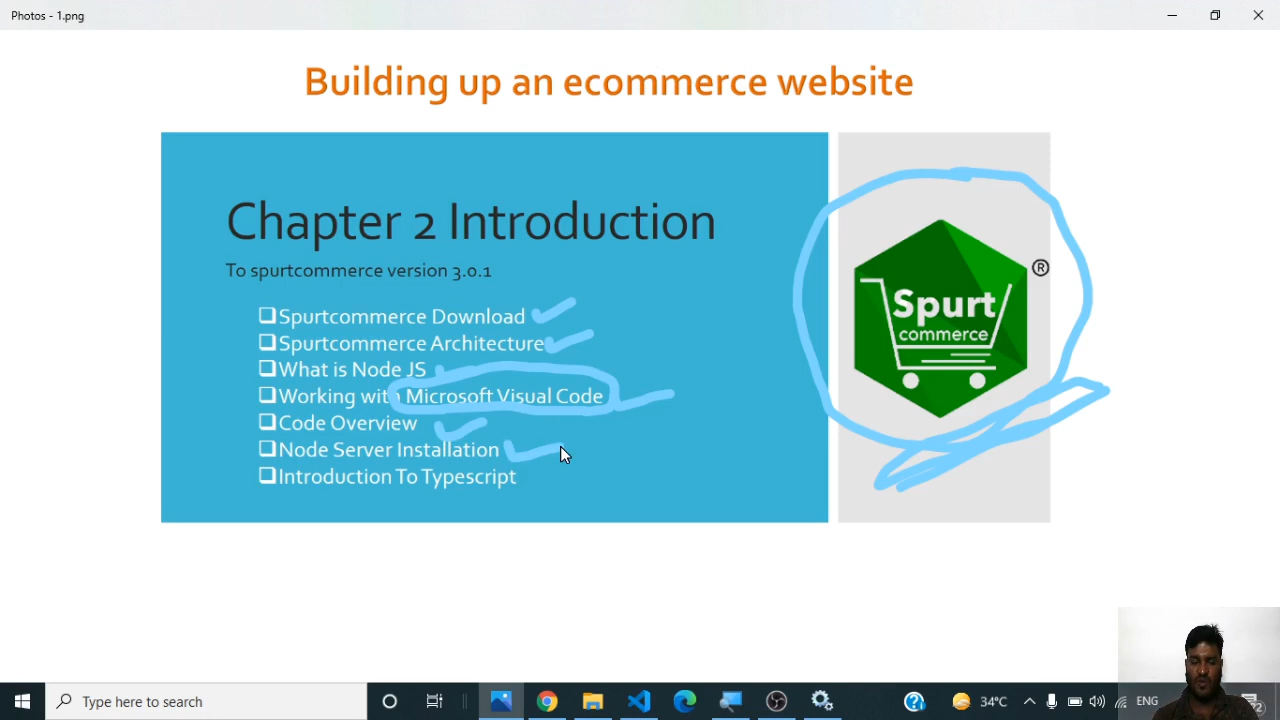 Photos - 1.png
Building up an ecommerce website
Chapter 2 Introduction
To spurtcommerce version 3.0.1
❑Spurtcommerce Download
❑Spurtcommerce Architecture
❑What is Node JS
❑Working with Microsoft Visual Code
❑Code Overview
❑Node Server Installation
❑Introduction To Typescript
®
Spurt
commerce
Type here to search
34°C
ENG